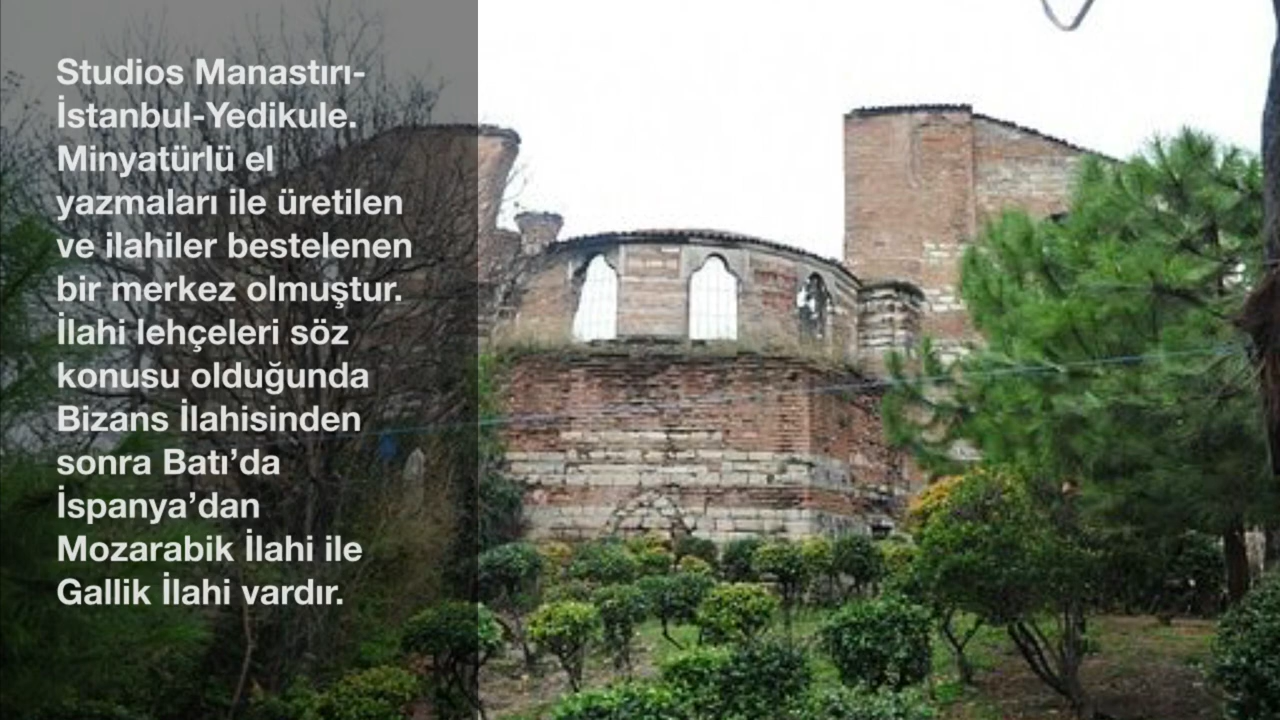 Studios Manastırı-
İstanbul-Yedikule.
Minyatürlü el
yazmaları ile üretilen
ve ilahiler bestelenen
bir merkez olmuştur.
İlahi lehçeleri söz
konusu olduğunda
Bizans İlahisinden
sonra Batı’da
İspanya’dan
Mozarabik İlahi ile
Gallik İlahi vardır.